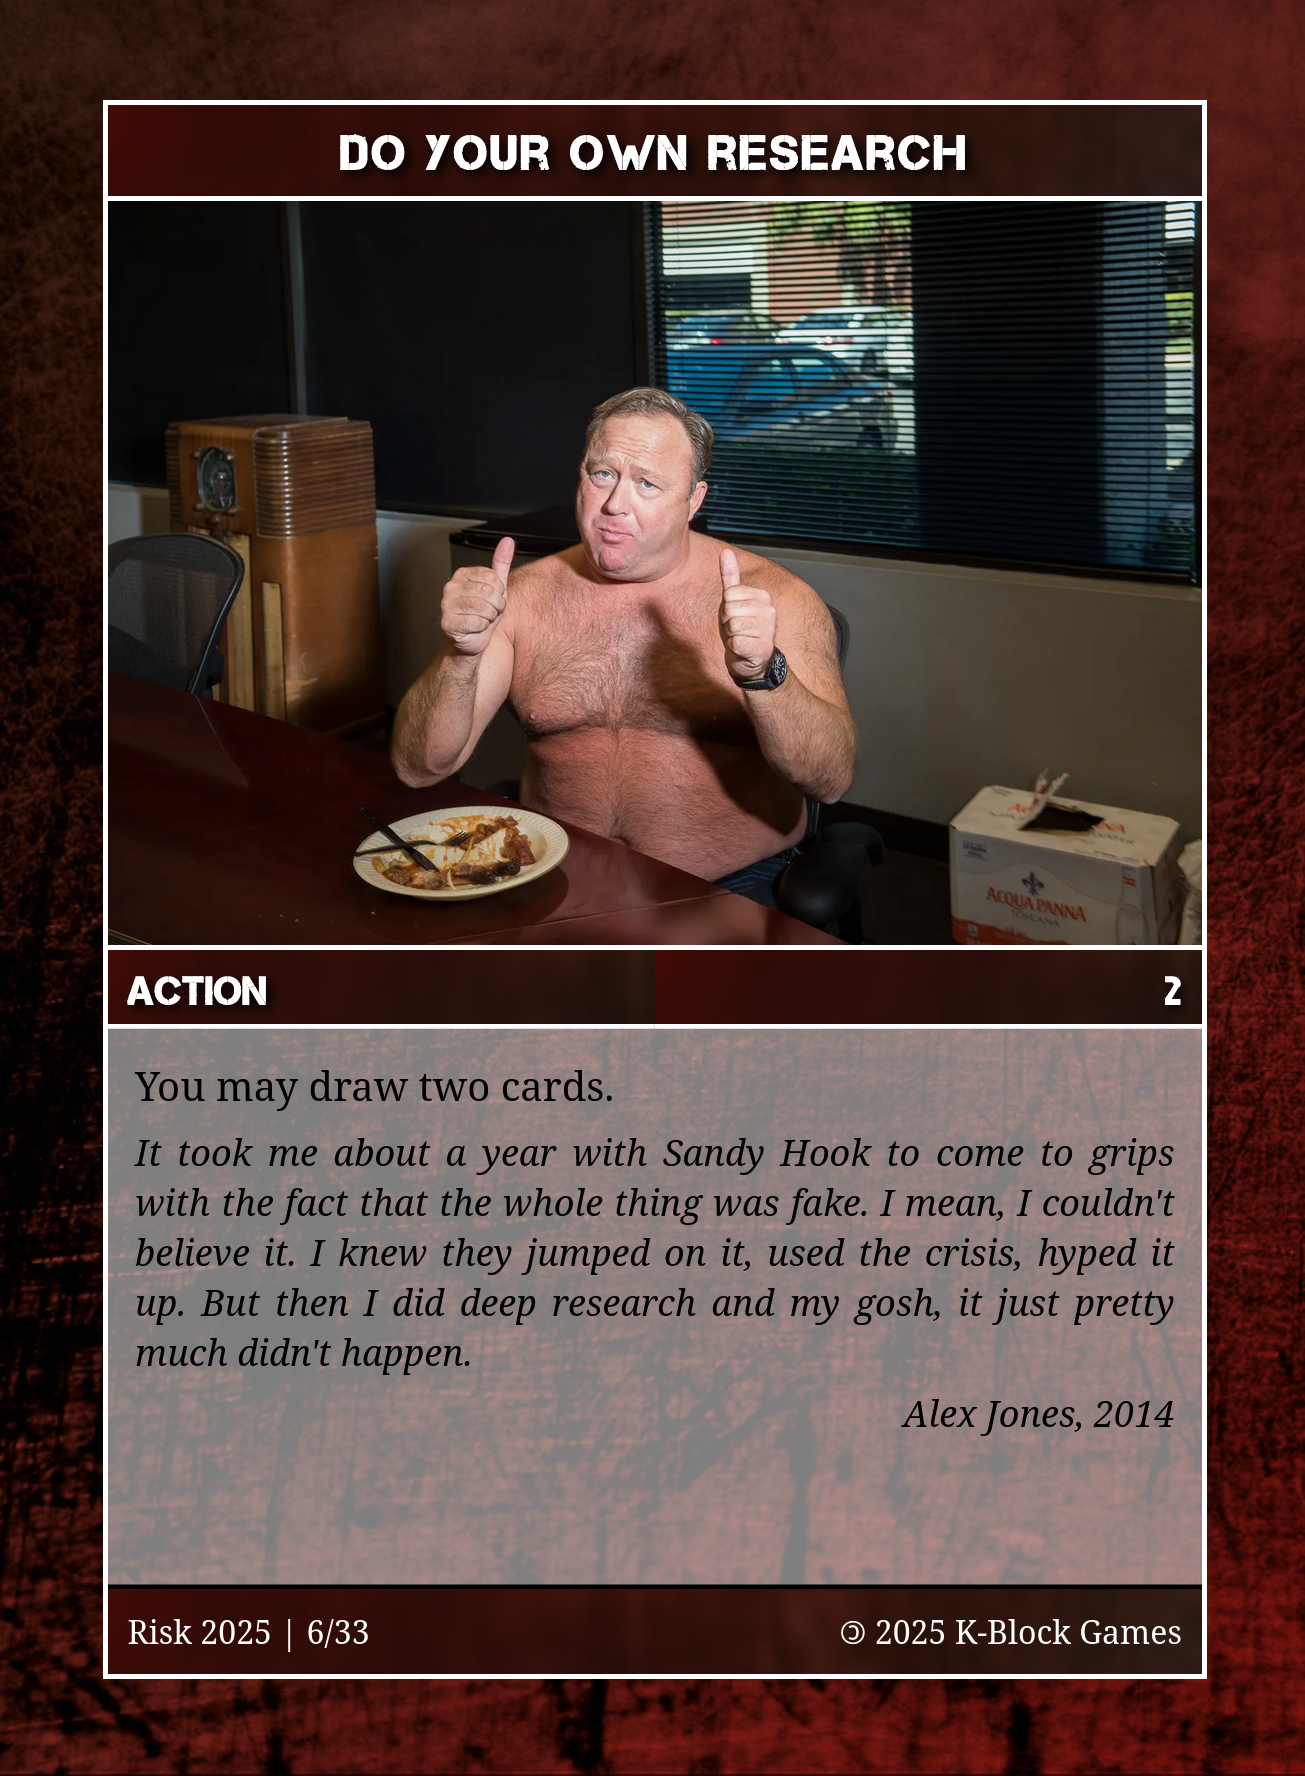 DO YOUR OWN RESEARCH
ACQUA PANNA
TOSCANA
ACTION
2
You may draw two cards.
It took me about a year with Sandy Hook to come to grips
with the fact that the whole thing was fake. I mean, I couldn't
believe it. I knew they jumped on it, used the crisis, hyped it
up. But then I did deep research and my gosh, it just pretty
much didn't happen.
Alex Jones, 2014
Risk 2025 | 6/33
🄯 2025 K-Block Games